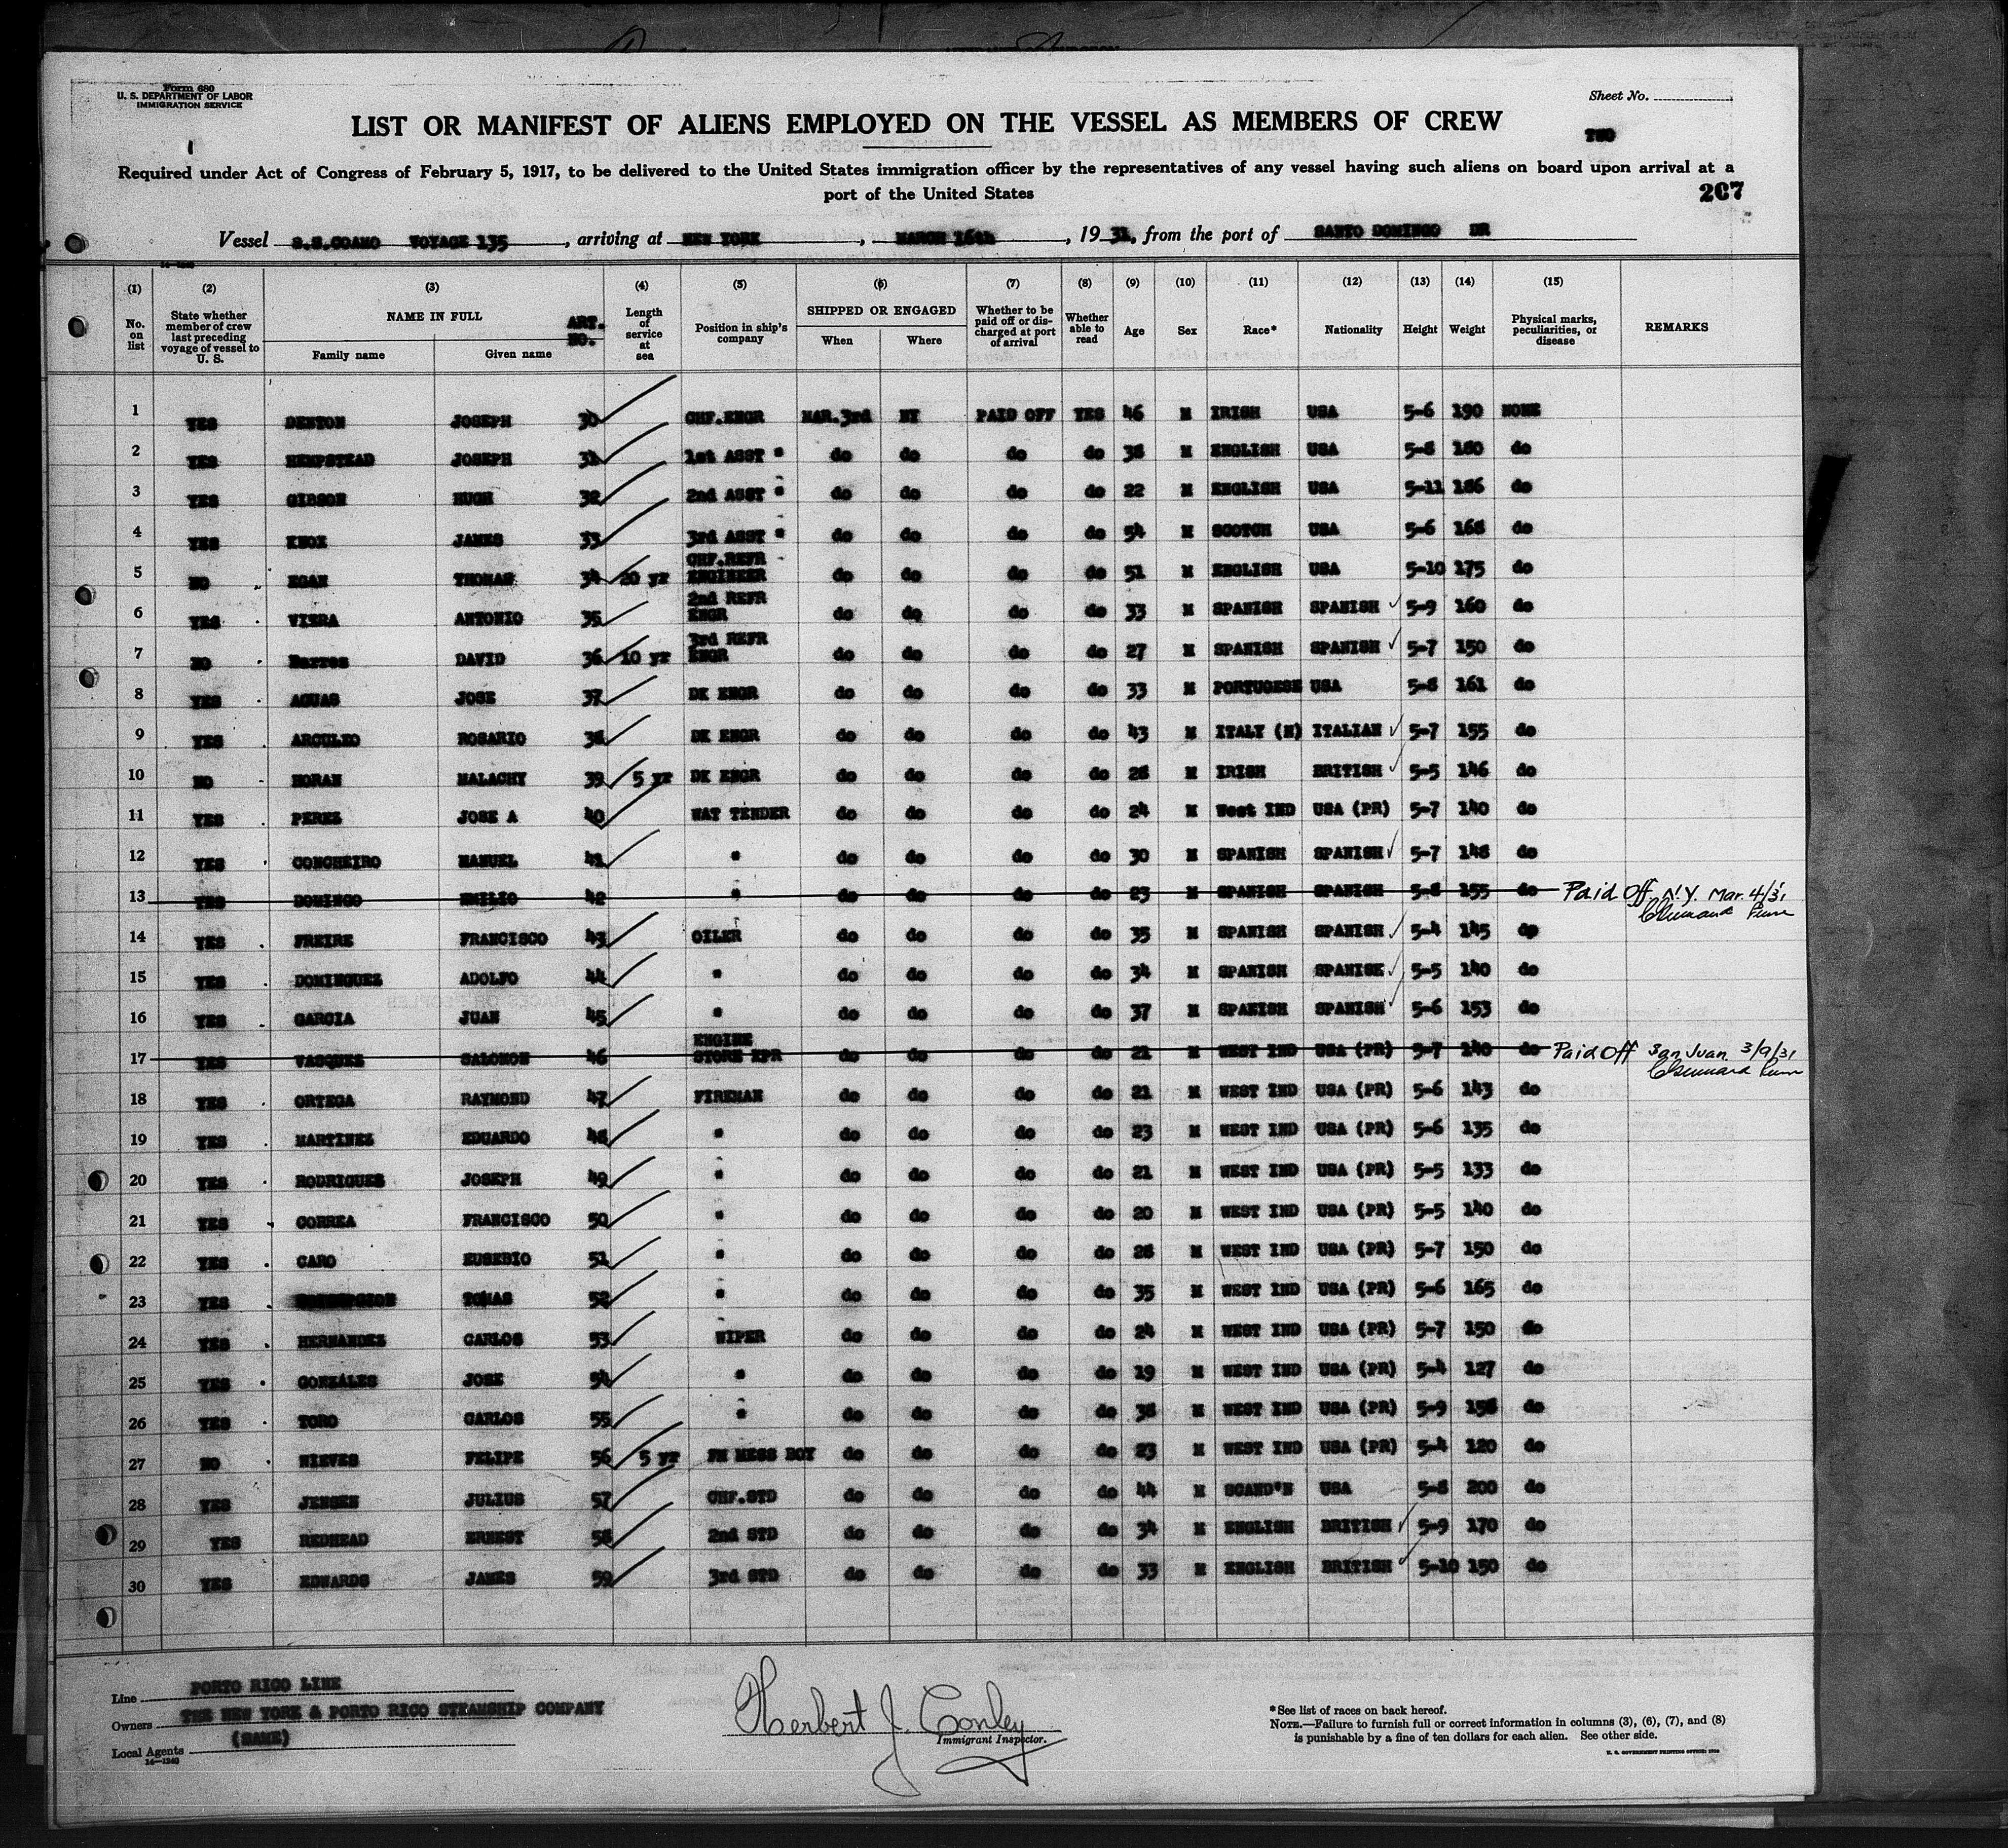 Form 680
U. S. DEPARTMENT OF LABOR
IMMIGRATION SERVICE
Sheet No.
LIST OR MANIFEST OF ALIENS EMPLOYED ON THE VESSEL AS MEMBERS OF CREW
TWO
Required under Act of Congress of February 5, 1917, to be delivered to the United States immigration officer by the representatives of any vessel having such aliens on board upon arrival at a
port of the United States
207
Vessel S.S.COAMO VOYAGE 135, arriving at NEW YORK, MARCH 16th, 19 31, from the port of SANTO DOMINGO DR
(1) (2) (3) (4) (5) (6) (7) (8) (9) (10) (11) (12) (13) (14) (15)
No. on list
State whether member of crew last preceding voyage of vessel to U. S.
NAME IN FULL
Family name
Given name
ART. NO.
Length of service at sea
Position in ship's company
SHIPPED OR ENGAGED
When
Where
Whether to be paid off or discharged at port of arrival
Whether able to read
Age
Sex
Race*
Nationality
Height
Weight
Physical marks, peculiarities, or disease
REMARKS
1 YES DENTON JOSEPH 30 CHF.ENGR MAR.3rd NY PAID OFF YES 46 M IRISH USA 5-6 190 NONE
2 YES HEMPSTEAD JOSEPH 31 1st ASST " do do do do 38 M ENGLISH USA 5-8 180 do
3 YES GIBSON HUGH 32 2nd ASST " do do do do 22 M ENGLISH USA 5-11 186 do
4 YES KNOX JAMES 33 3rd ASST " do do do do 54 M SCOTCH USA 5-6 168 do
5 NO EGAN THOMAS 34 20 yr CHF.REFR ENGINEER do do do do 51 M ENGLISH USA 5-10 175 do
6 YES VIERA ANTONIO 35 2nd REFR ENGR do do do do 33 M SPANISH SPANISH 5-9 160 do
7 NO Barros DAVID 36 10 yr 3rd REFR ENGR do do do do 27 M SPANISH SPANISH 5-7 150 do
8 YES AGUAS JOSE 37 DK ENGR do do do do 33 M PORTUGESE USA 5-8 161 do
9 YES ARCULEO ROSARIO 38 DK ENGR do do do do 43 M ITALY (N) ITALIAN 5-7 155 do
10 NO HORAN MALACHY 39 5 yr DK ENGR do do do do 28 M IRISH BRITISH 5-5 146 do
11 YES PEREZ JOSE A 40 WAT TENDER do do do do 24 M West IND USA (PR) 5-7 140 do
12 YES CONCHEIRO MANUEL 41 " do do do do 30 M SPANISH SPANISH 5-7 148 do
13 YES DOMINGO EMILIO 42 " do do do do 23 M SPANISH SPANISH 5-8 155 do Paid Off N.Y. Mar. 4/31
14 YES FREIRE FRANCISCO 43 OILER do do do do 35 M SPANISH SPANISH 5-4 145 do
15 YES DOMINGUEZ ADOLFO 44 " do do do do 34 M SPANISH SPANISH 5-5 140 do
16 YES GARCIA JUAN 45 " do do do do 37 M SPANISH SPANISH 5-6 153 do
17 YES VASQUES SALOMON 46 ENGINE STORE KPR do do do do 21 M WEST IND USA (PR) 5-7 140 do Paid Off San Juan 3/9/31
18 YES ORTEGA RAYMOND 47 FIREMAN do do do do 21 M WEST IND USA (PR) 5-6 143 do
19 YES MARTINEZ EDUARDO 48 " do do do do 23 M WEST IND USA (PR) 5-6 135 do
20 YES RODRIGUES JOSEPH 49 " do do do do 21 M WEST IND USA (PR) 5-5 133 do
21 YES CORREA FRANCISCO 50 " do do do do 20 M WEST IND USA (PR) 5-5 140 do
22 YES CARO EUSEBIO 51 " do do do do 28 M WEST IND USA (PR) 5-7 150 do
23 YES TOMAS 52 " do do do do 35 M WEST IND USA (PR) 5-6 165 do
24 YES HERNANDEZ CARLOS 53 WIPER do do do do 24 M WEST IND USA (PR) 5-7 150 do
25 YES GONZALES JOSE 54 " do do do do 19 M WEST IND USA (PR) 5-4 127 do
26 YES TORO CARLOS 55 " do do do do 38 M WEST IND USA (PR) 5-9 158 do
27 NO NIEVES FELIPE 56 5 yr FM MESS BOY do do do do 23 M WEST IND USA (PR) 5-4 120 do
28 YES JENSEN JULIUS 57 CHF.STD do do do do 44 M SCAND'N USA 5-8 200 do
29 YES REDHEAD ERNEST 58 2nd STD do do do do 34 M ENGLISH BRITISH 5-9 170 do
30 YES EDWARDS JAMES 59 3rd STD do do do do 33 M ENGLISH BRITISH 5-10 150 do
Line PORTO RICO LINE
Owners THE NEW YORK & PORTO RICO STEAMSHIP COMPANY
Local Agents (SAME)
14—1240
Herbert J. Conley
Immigrant Inspector.
*See list of races on back hereof.
NOTE.—Failure to furnish full or correct information in columns (3), (6), (7), and (8)
is punishable by a fine of ten dollars for each alien. See other side.
U. S. GOVERNMENT PRINTING OFFICE: